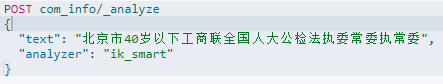 POST com_info/_analyze
{
  "text": "北京市40岁以下工商联全国人大公检法执委常委执常委",
  "analyzer": "ik_smart"
}